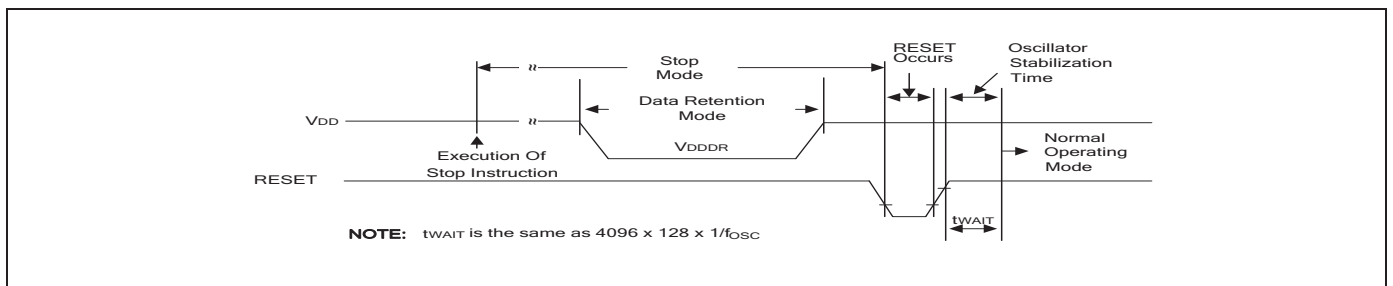 RESET
Occurs
Oscillator
Stabilization
Time
Stop
Mode
Data Retention
Mode
VDD
VDDDR
Execution Of
Stop Instruction
Normal
Operating
Mode
RESET
tWAIT
NOTE: tWAIT is the same as 4096 x 128 x 1/fOSC